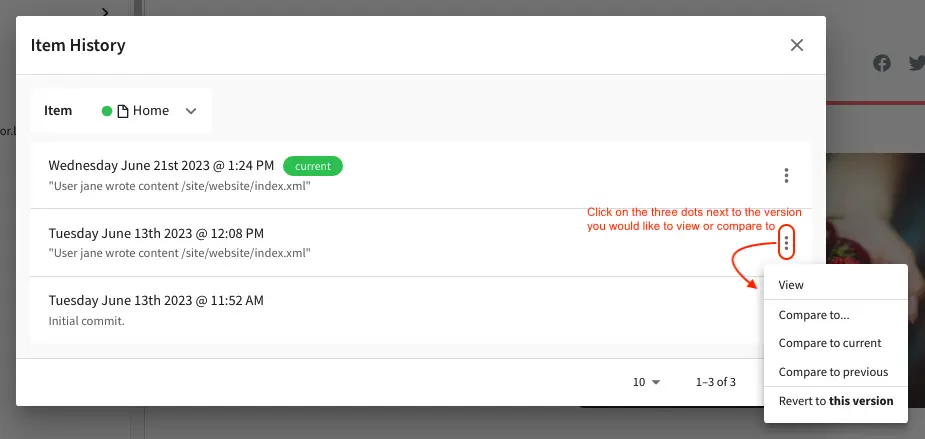 Item History
or.l
Item Home
Wednesday June 21st 2023 @ 1:24 PM current
"User jane wrote content /site/website/index.xml"
Click on the three dots next to the version
you would like to view or compare to
Tuesday June 13th 2023 @ 12:08 PM
"User jane wrote content /site/website/index.xml"
View
Tuesday June 13th 2023 @ 11:52 AM
Initial commit.
Compare to...
Compare to current
Compare to previous
10 1–3 of 3
Revert to this version